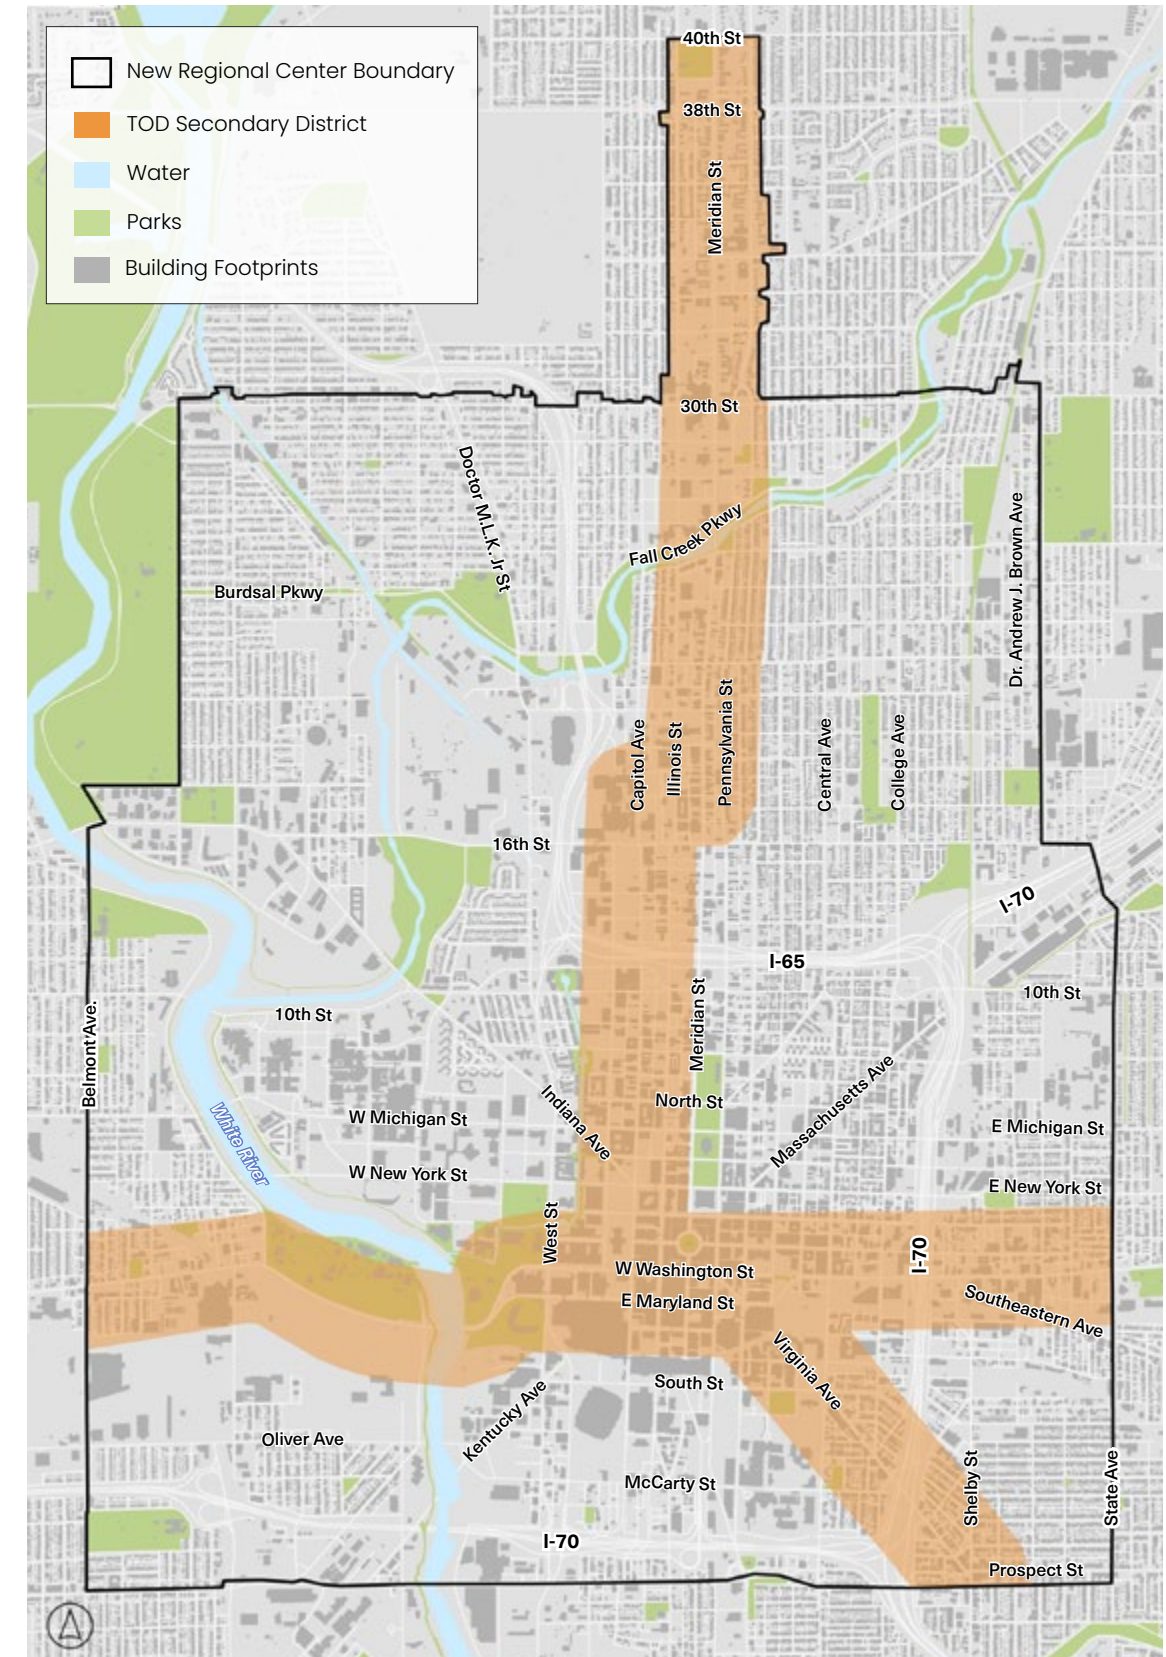 New Regional Center Boundary
TOD Secondary District
Water
Parks
Building Footprints
40th St
38th St
Meridian St
30th St
Doctor M.L.K. Jr St
Fall Creek Pkwy
Dr. Andrew J. Brown Ave
Burdsal Pkwy
Capitol Ave
Illinois St
Pennsylvania St
Central Ave
College Ave
16th St
I-70
I-65
10th St
10th St
Belmont Ave.
Meridian St
North St
Massachusetts Ave
Indiana Ave
W Michigan St
E Michigan St
White River
W New York St
E New York St
West St
I-70
W Washington St
E Maryland St
Southeastern Ave
Virginia Ave
South St
Kentucky Ave
Oliver Ave
McCarty St
Shelby St
State Ave
I-70
Prospect St